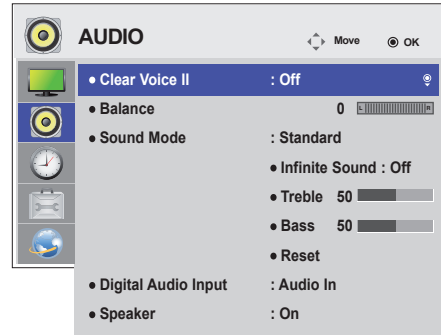 AUDIO Move OK
• Clear Voice II : Off
• Balance 0 L R
• Sound Mode : Standard
• Infinite Sound : Off
• Treble 50
• Bass 50
• Reset
• Digital Audio Input : Audio In
• Speaker : On